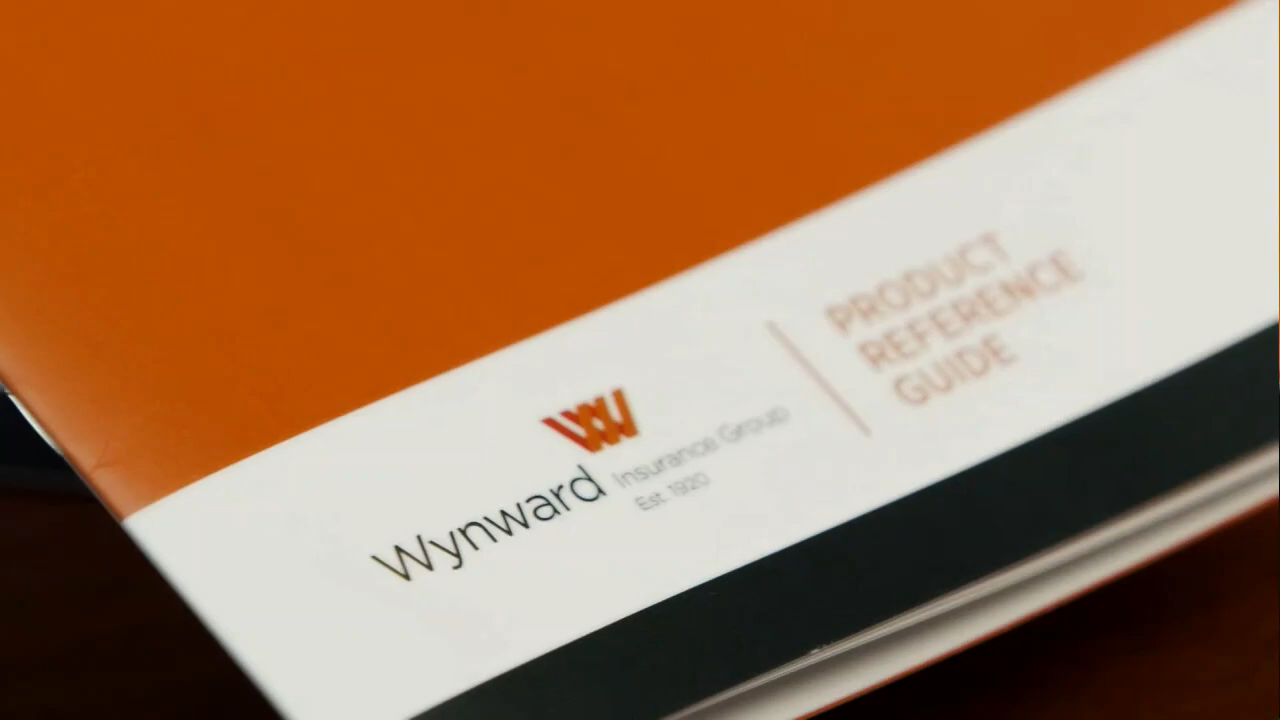 Wynward Insurance Group
Est. 1920
PRODUCT
REFERENCE
GUIDE